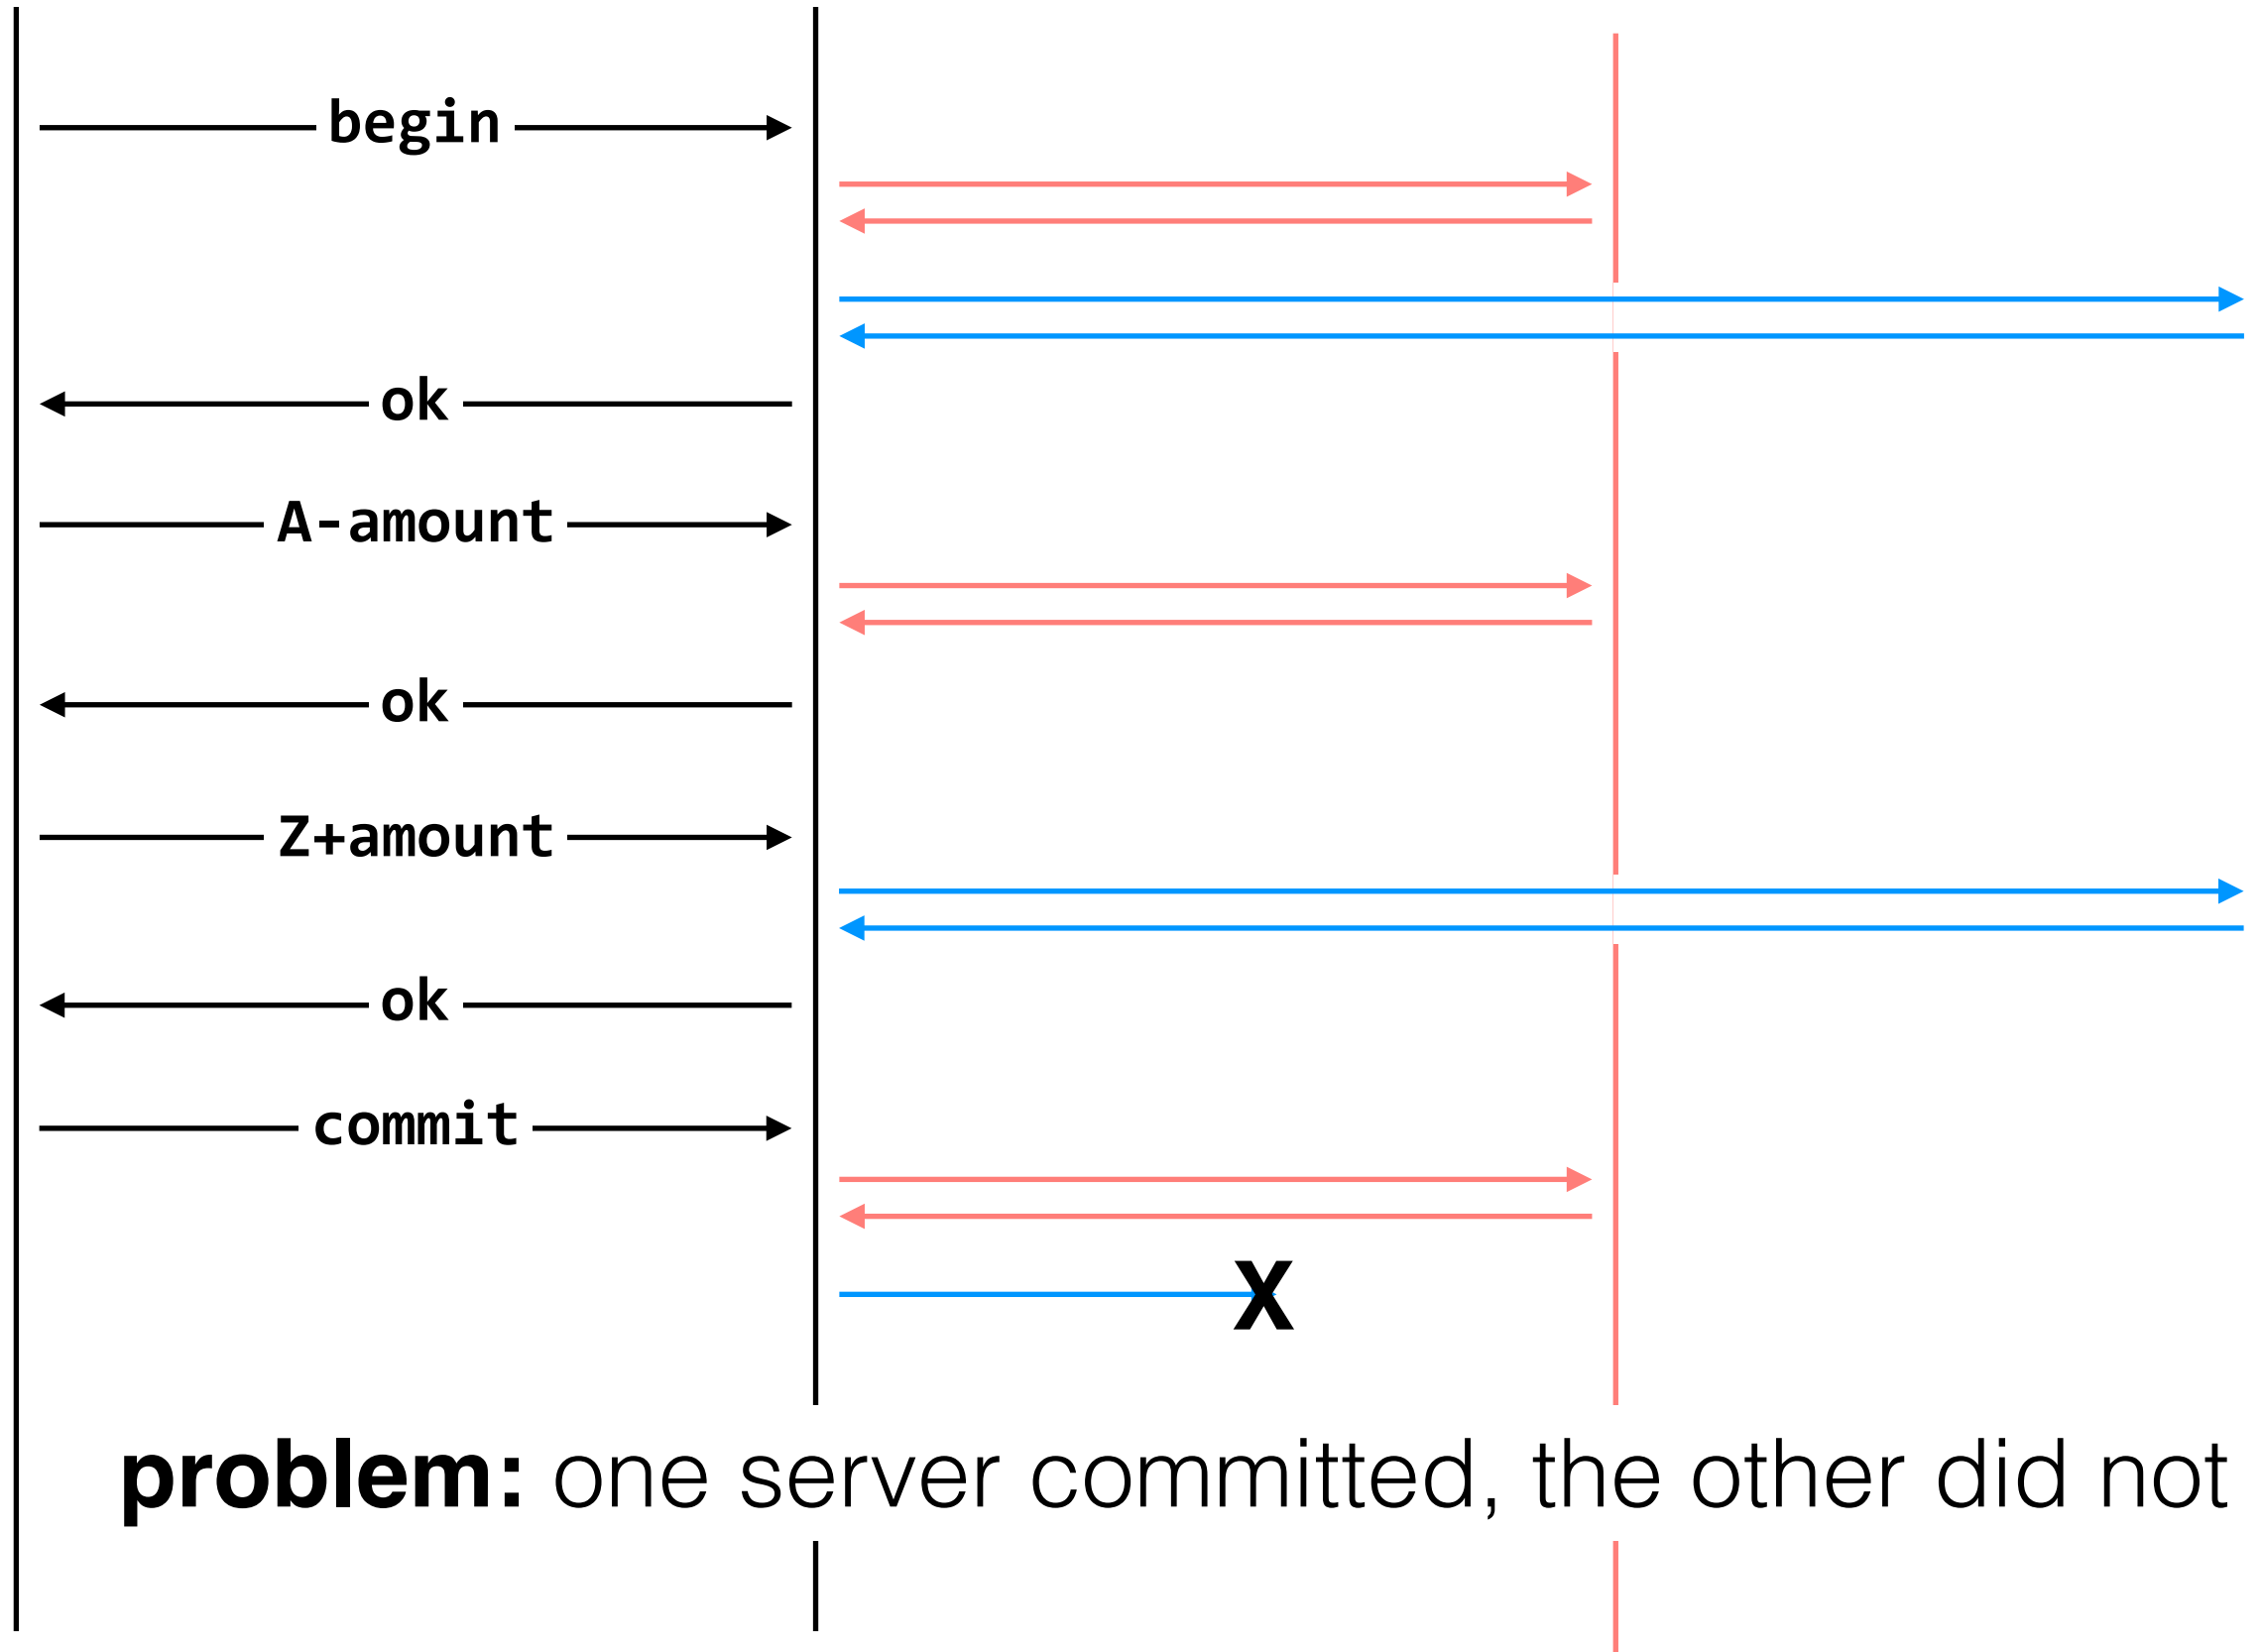 begin
ok
A-amount
ok
Z+amount
ok
commit
X
problem: one server committed, the other did not